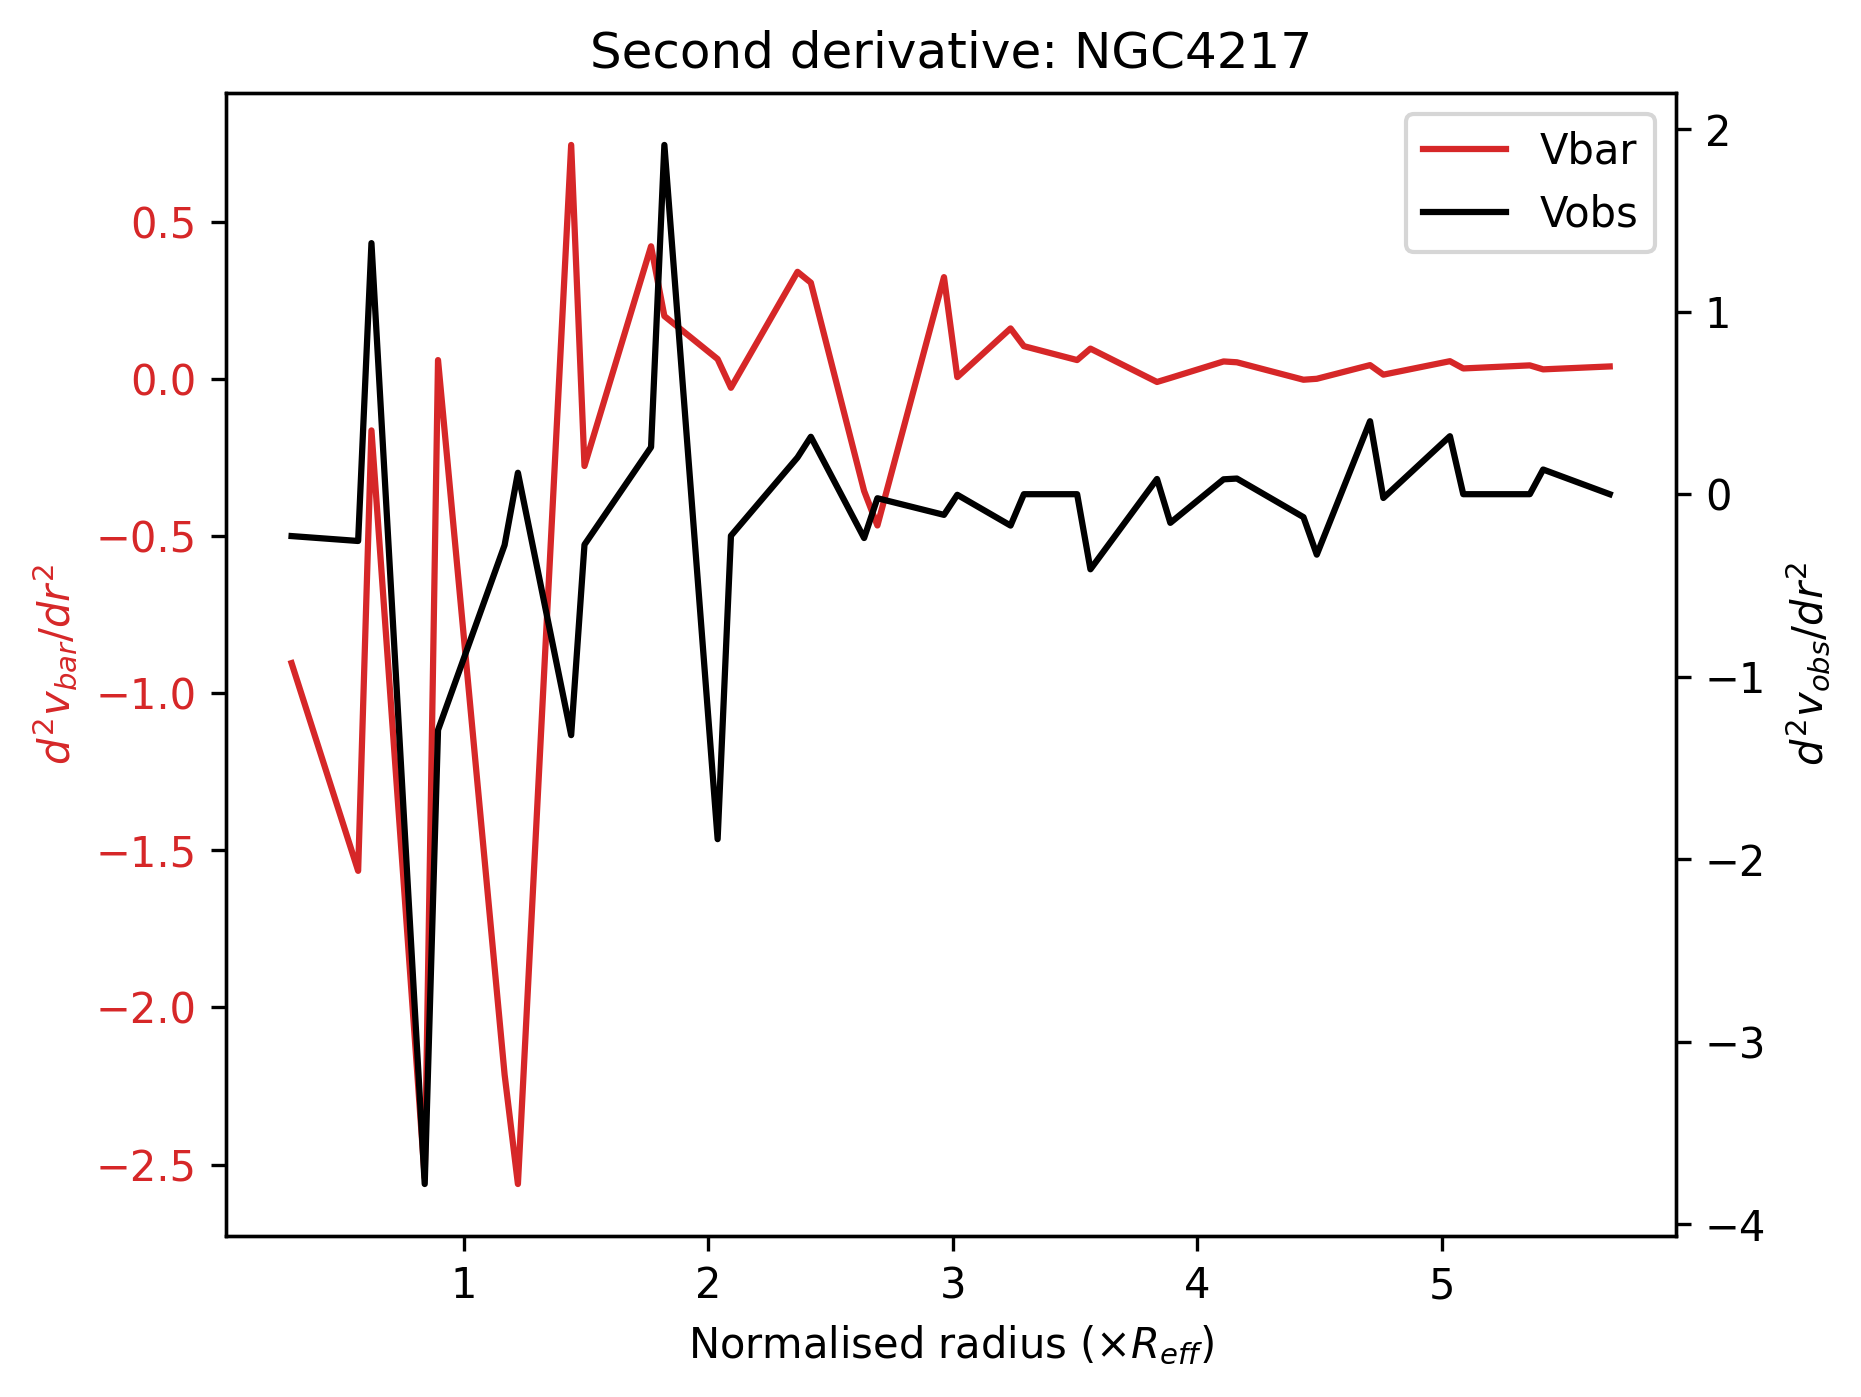 Second derivative: NGC4217
Vbar
Vobs
0.5
0.0
−0.5
−1.0
−1.5
−2.0
−2.5
d²v_bar/dr²
2
1
0
−1
−2
−3
−4
d²v_obs/dr²
1 2 3 4 5
Normalised radius (×R_eff)